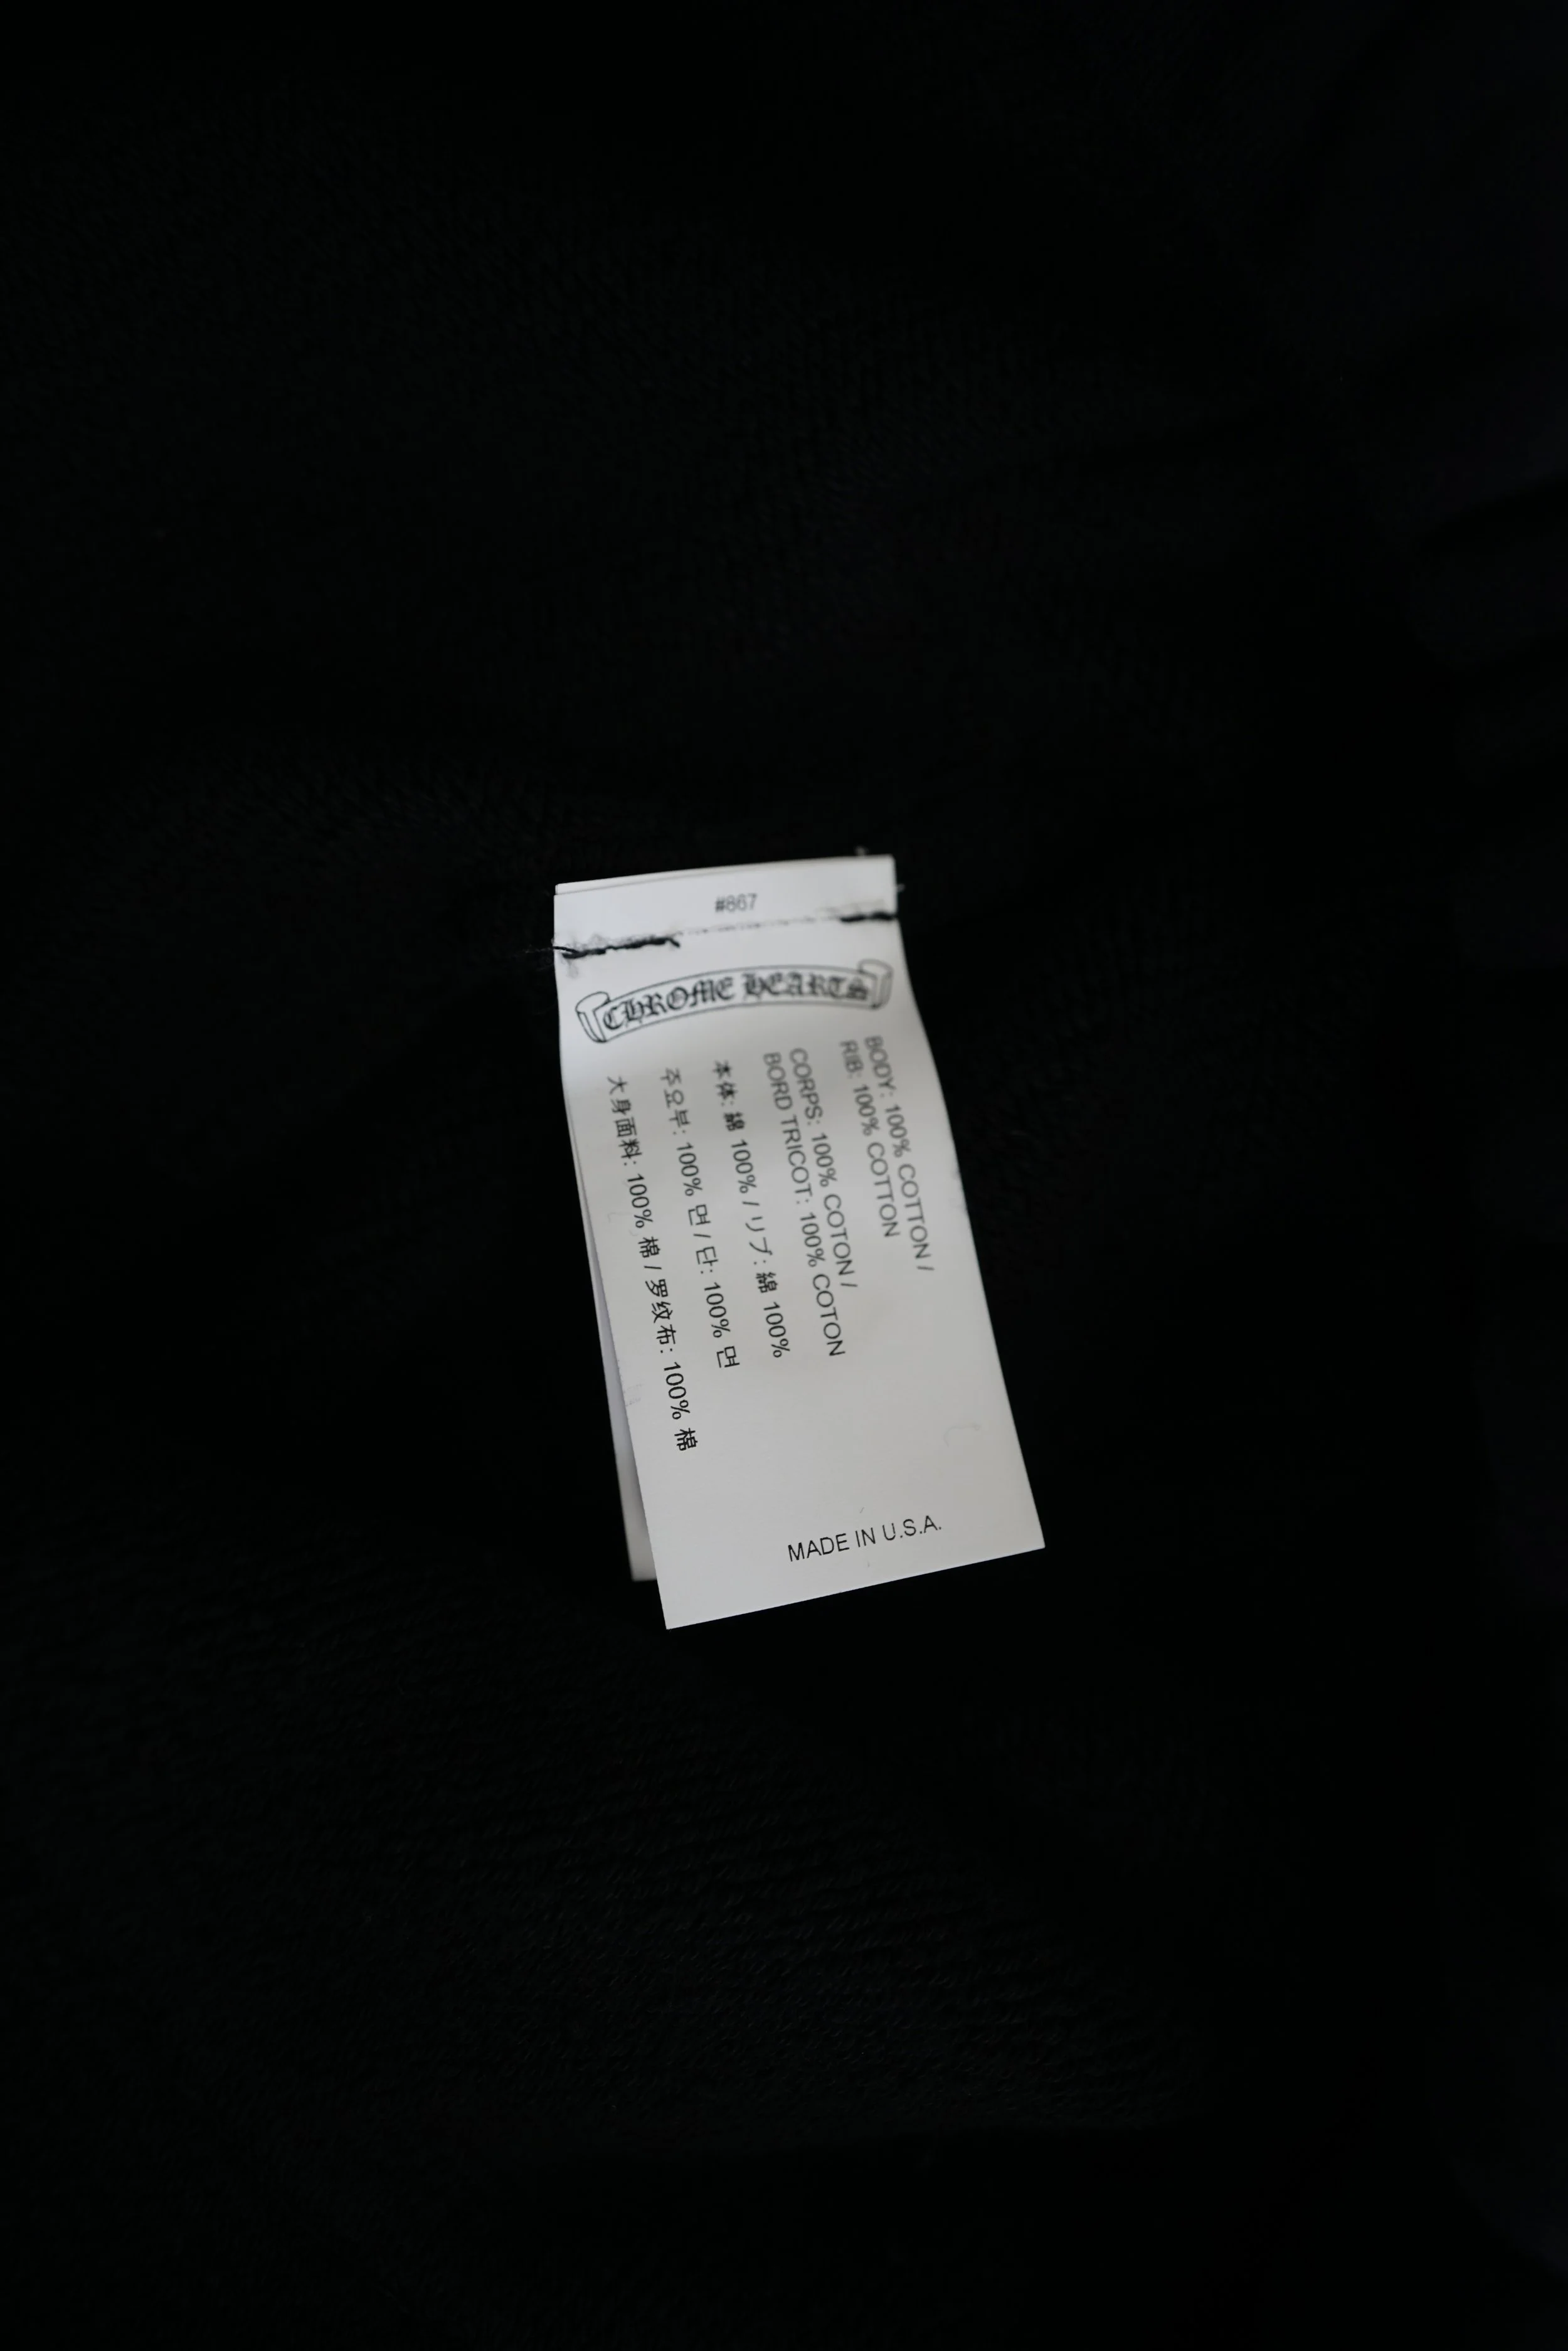 #867
CHROME HEARTS
BODY: 100% COTTON /
RIB: 100% COTTON
CORPS: 100% COTON /
BORD TRICOT: 100% COTON
本体: 綿 100% / リブ: 綿 100%
주요부: 100% 면 / 단: 100% 면
大身面料: 100% 棉 / 罗纹布: 100% 棉
MADE IN U.S.A.